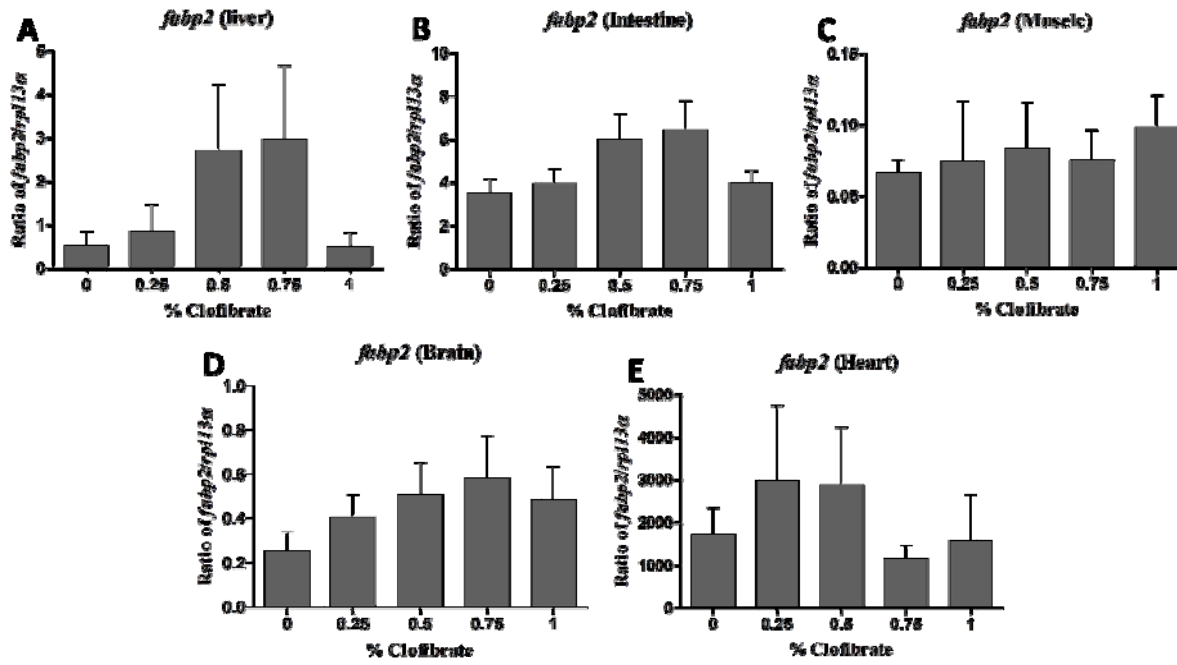 A
fabp2 (liver)
Ratio of fabp2/rpl13α
5
4
3
2
1
0
0 0.25 0.5 0.75 1
% Clofibrate
B
fabp2 (Intestine)
Ratio of fabp2/rpl13α
10
8
6
4
2
0
0 0.25 0.5 0.75 1
% Clofibrate
C
fabp2 (Muscle)
Ratio of fabp2/rpl13α
0.15
0.10
0.05
0.00
0 0.25 0.5 0.75 1
% Clofibrate
D
fabp2 (Brain)
Ratio of fabp2/rpl13α
1.0
0.8
0.6
0.4
0.2
0.0
0 0.25 0.5 0.75 1
% Clofibrate
E
fabp2 (Heart)
Ratio of fabp2/rpl13α
5000
4000
3000
2000
1000
0
0 0.25 0.5 0.75 1
% Clofibrate